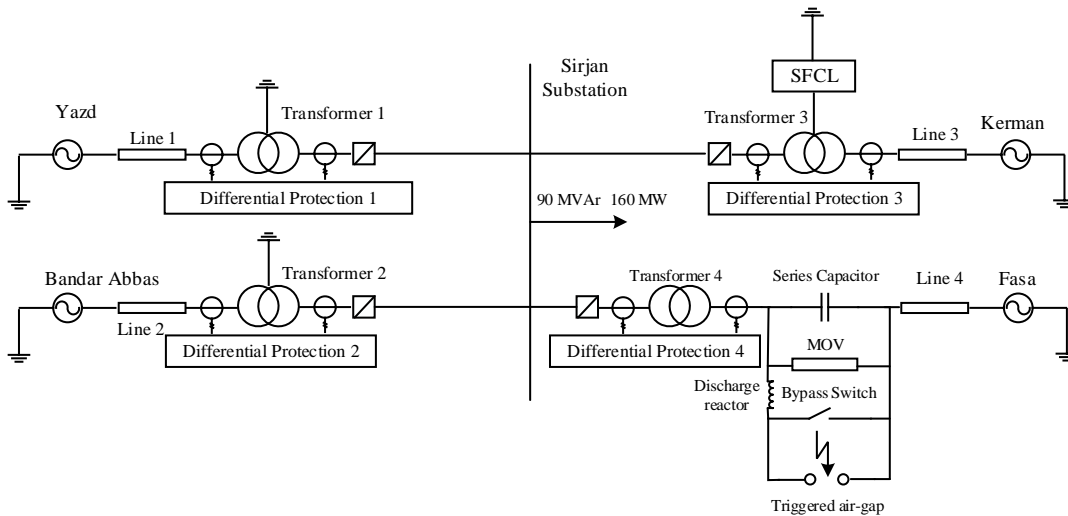 SFCL
Sirjan
Substation
Yazd
Transformer 1
Transformer 3
Line 1
Line 3
Kerman
Differential Protection 1
Differential Protection 3
90 MVAr 160 MW
Bandar Abbas
Transformer 2
Transformer 4
Series Capacitor
Line 4
Fasa
Line 2
Differential Protection 2
Differential Protection 4
MOV
Discharge
reactor
Bypass Switch
Triggered air-gap